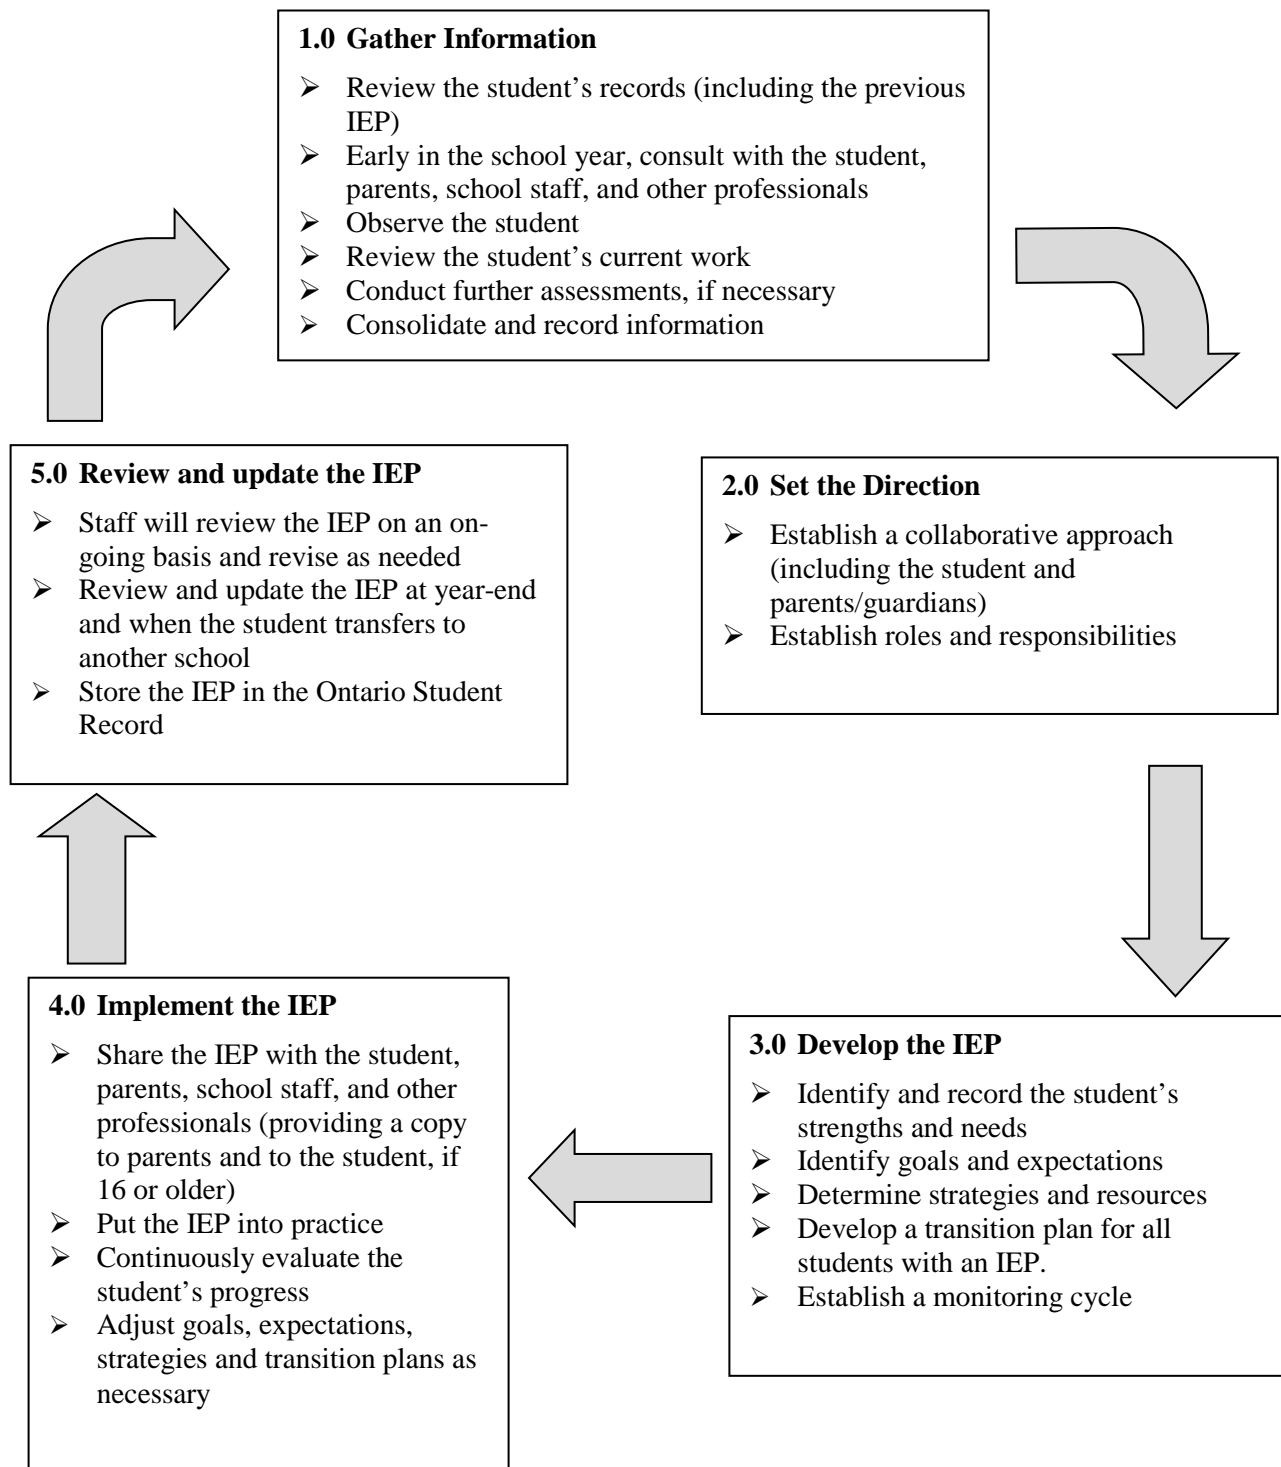 1.0 Gather Information
➢ Review the student’s records (including the previous
IEP)
➢ Early in the school year, consult with the student,
parents, school staff, and other professionals
➢ Observe the student
➢ Review the student’s current work
➢ Conduct further assessments, if necessary
➢ Consolidate and record information
2.0 Set the Direction
➢ Establish a collaborative approach
(including the student and
parents/guardians)
➢ Establish roles and responsibilities
3.0 Develop the IEP
➢ Identify and record the student’s
strengths and needs
➢ Identify goals and expectations
➢ Determine strategies and resources
➢ Develop a transition plan for all
students with an IEP.
➢ Establish a monitoring cycle
4.0 Implement the IEP
➢ Share the IEP with the student,
parents, school staff, and other
professionals (providing a copy
to parents and to the student, if
16 or older)
➢ Put the IEP into practice
➢ Continuously evaluate the
student’s progress
➢ Adjust goals, expectations,
strategies and transition plans as
necessary
5.0 Review and update the IEP
➢ Staff will review the IEP on an on-
going basis and revise as needed
➢ Review and update the IEP at year-end
and when the student transfers to
another school
➢ Store the IEP in the Ontario Student
Record